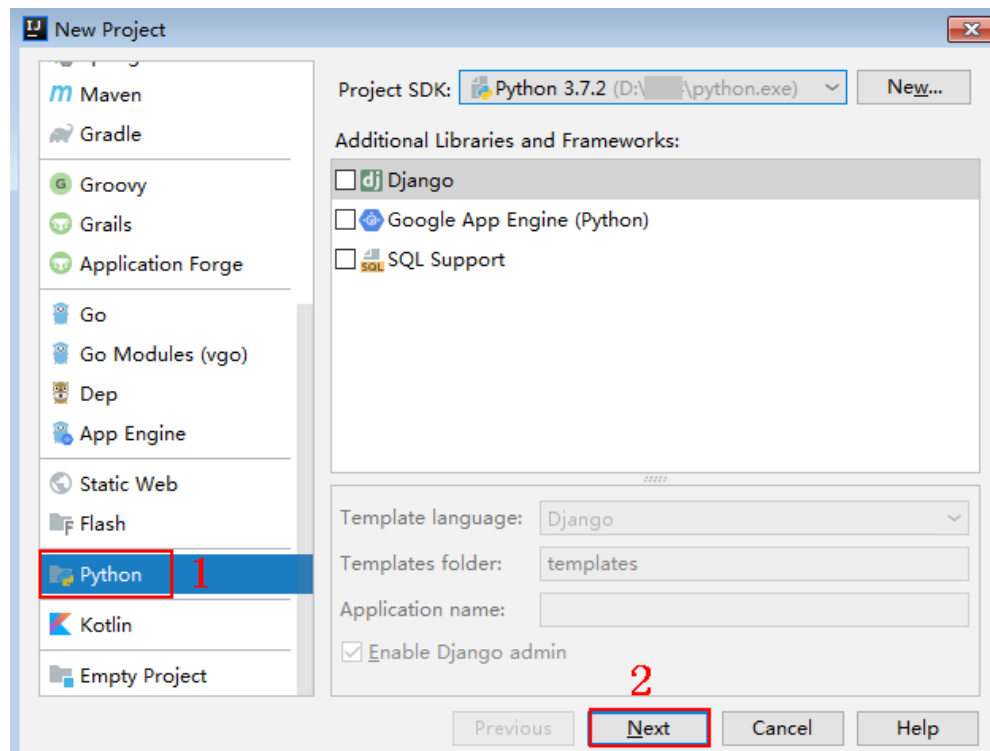 New Project
Maven
Gradle
Groovy
Grails
Application Forge
Go
Go Modules (vgo)
Dep
App Engine
Static Web
Flash
Python 1
Kotlin
Empty Project
Project SDK: Python 3.7.2 (D:\ \python.exe) New...
Additional Libraries and Frameworks:
dj Django
Google App Engine (Python)
SQL SQL Support
Template language: Django
Templates folder: templates
Application name:
Enable Django admin
2
Previous Next Cancel Help